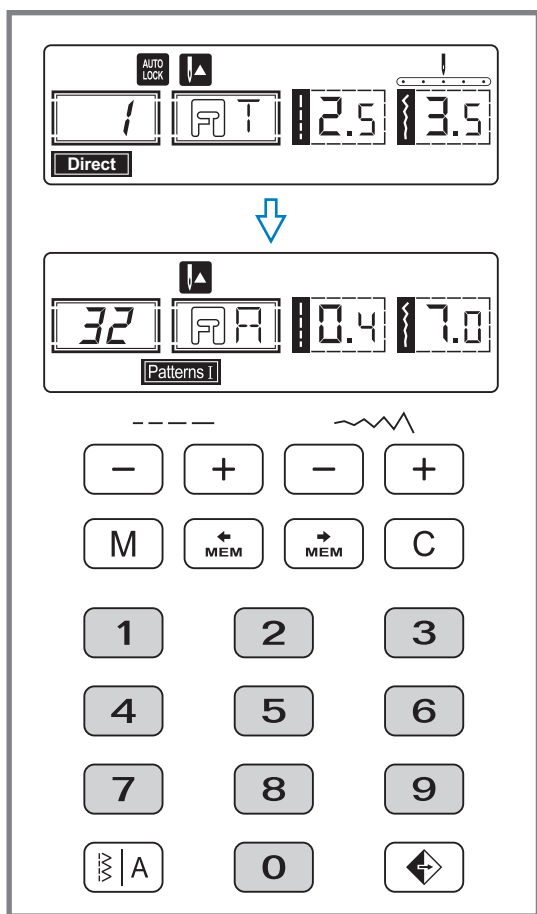 AUTO LOCK
1 T 2.5 3.5
Direct
32 A 0.4 7.0
Patterns I
- + - +
M MEM MEM C
1 2 3
4 5 6
7 8 9
A 0